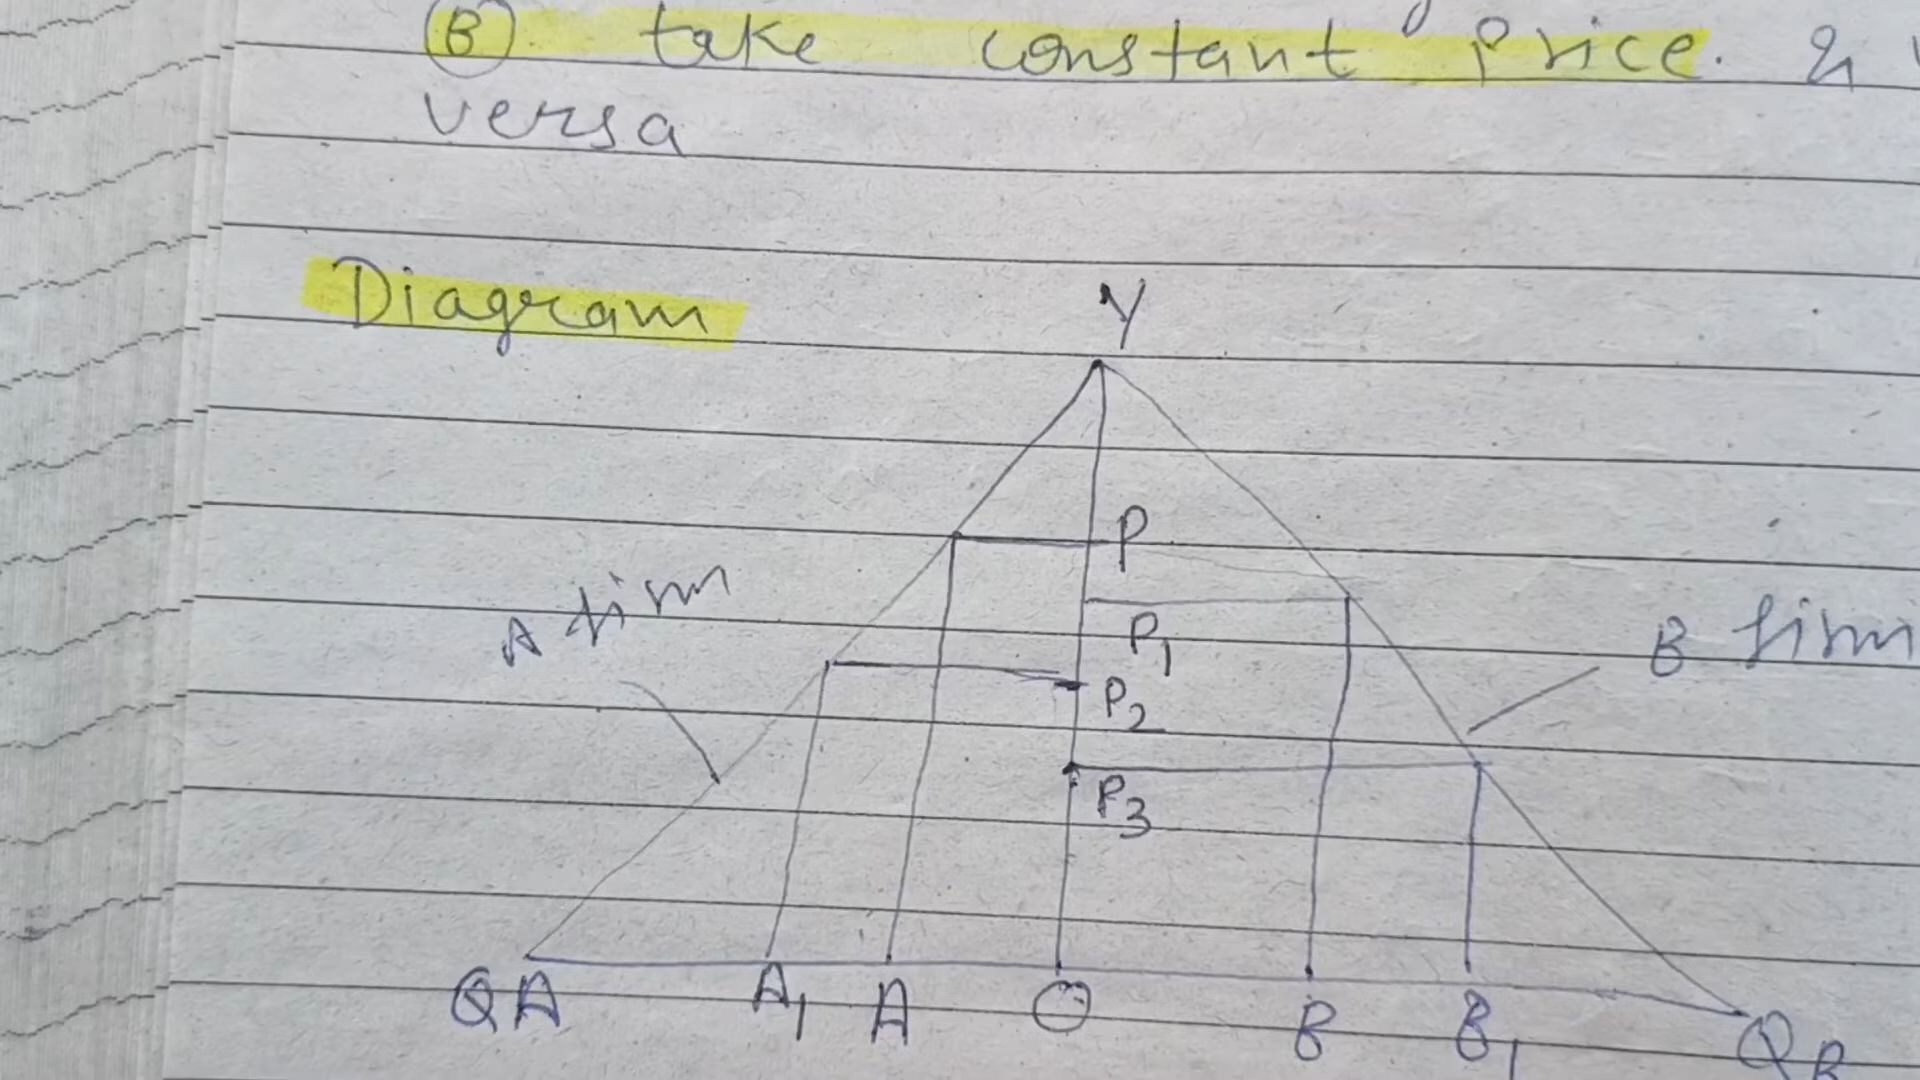 B take constant price. &
versa
Diagram
Y
P
A firm
P1
B firm
P2
P3
QA A1 A O B B1 QB